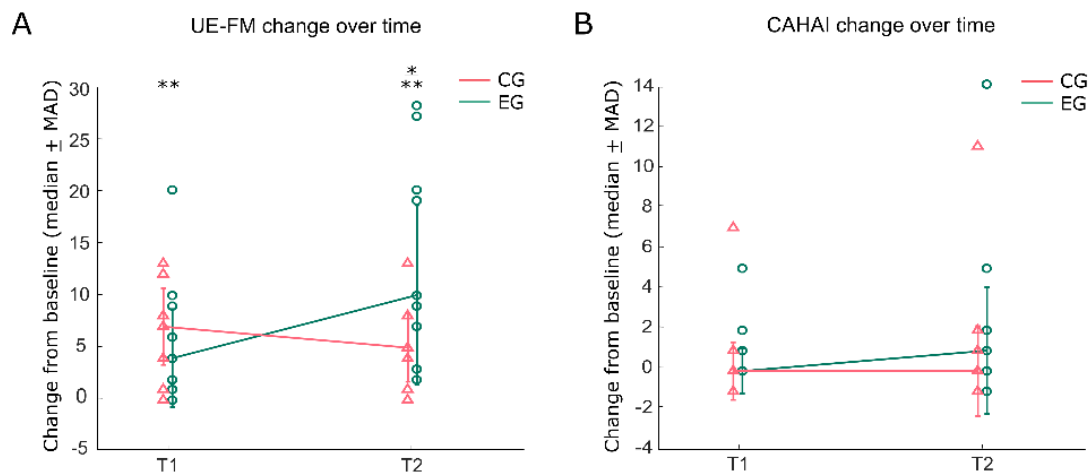 A
UE-FM change over time
Change from baseline (median ± MAD)
30
25
20
15
10
5
0
-5
**
*
**
CG
EG
T1
T2
B
CAHAI change over time
Change from baseline (median ± MAD)
14
12
10
8
6
4
2
0
-2
-4
CG
EG
T1
T2